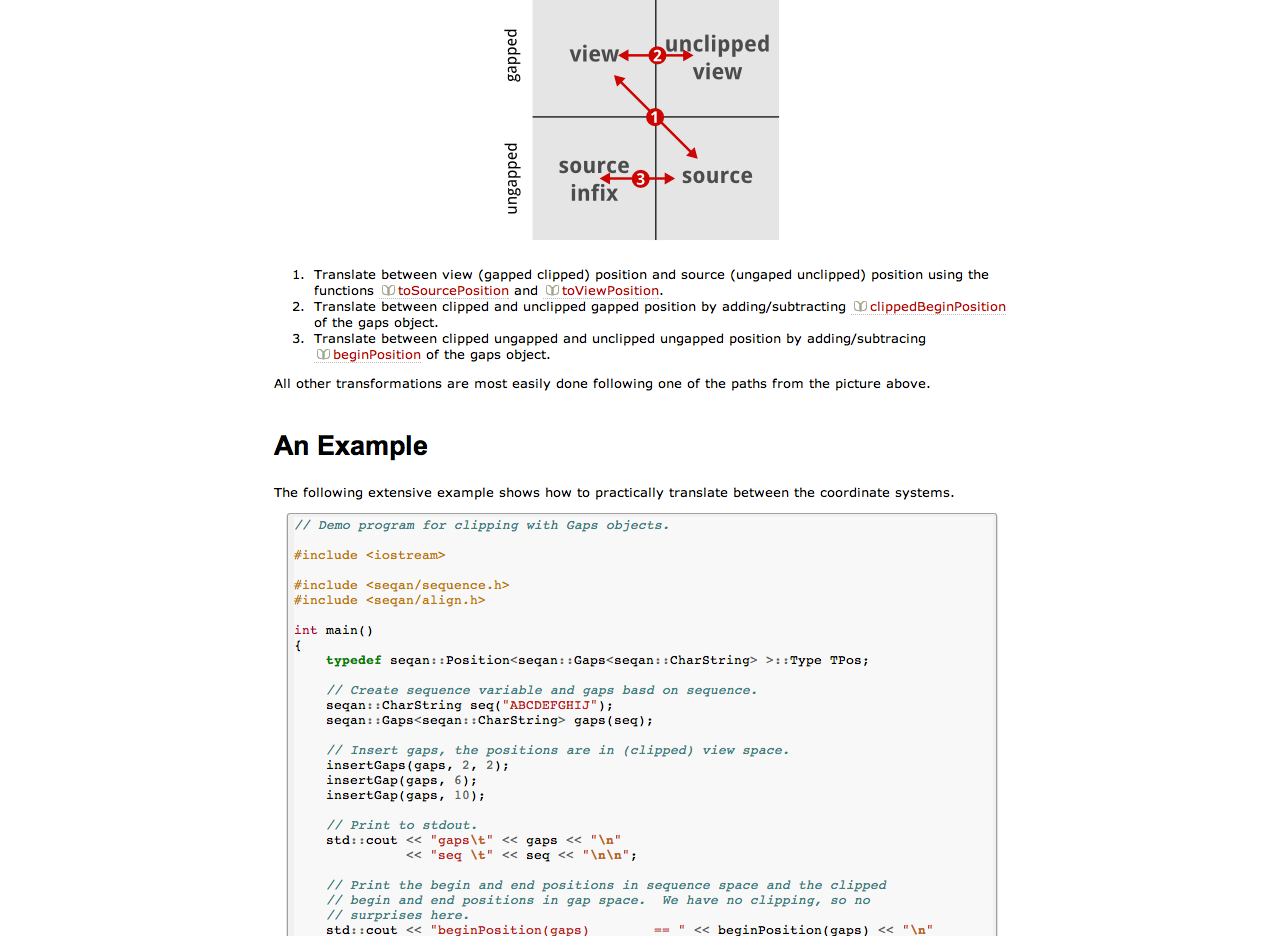 gapped
view
2
unclipped
view
1
ungapped
source
infix
3
source
1. Translate between view (gapped clipped) position and source (ungaped unclipped) position using the
functions toSourcePosition and toViewPosition.
2. Translate between clipped and unclipped gapped position by adding/subtracting clippedBeginPosition
of the gaps object.
3. Translate between clipped ungapped and unclipped ungapped position by adding/subtracing
beginPosition of the gaps object.
All other transformations are most easily done following one of the paths from the picture above.
An Example
The following extensive example shows how to practically translate between the coordinate systems.
// Demo program for clipping with Gaps objects.
#include <iostream>
#include <seqan/sequence.h>
#include <seqan/align.h>
int main()
{
    typedef seqan::Position<seqan::Gaps<seqan::CharString> >::Type TPos;
    // Create sequence variable and gaps basd on sequence.
    seqan::CharString seq("ABCDEFGHIJ");
    seqan::Gaps<seqan::CharString> gaps(seq);
    // Insert gaps, the positions are in (clipped) view space.
    insertGaps(gaps, 2, 2);
    insertGap(gaps, 6);
    insertGap(gaps, 10);
    // Print to stdout.
    std::cout << "gaps\t" << gaps << "\n"
              << "seq \t" << seq << "\n\n";
    // Print the begin and end positions in sequence space and the clipped
    // begin and end positions in gap space.  We have no clipping, so no
    // surprises here.
    std::cout << "beginPosition(gaps)        == " << beginPosition(gaps) << "\n"